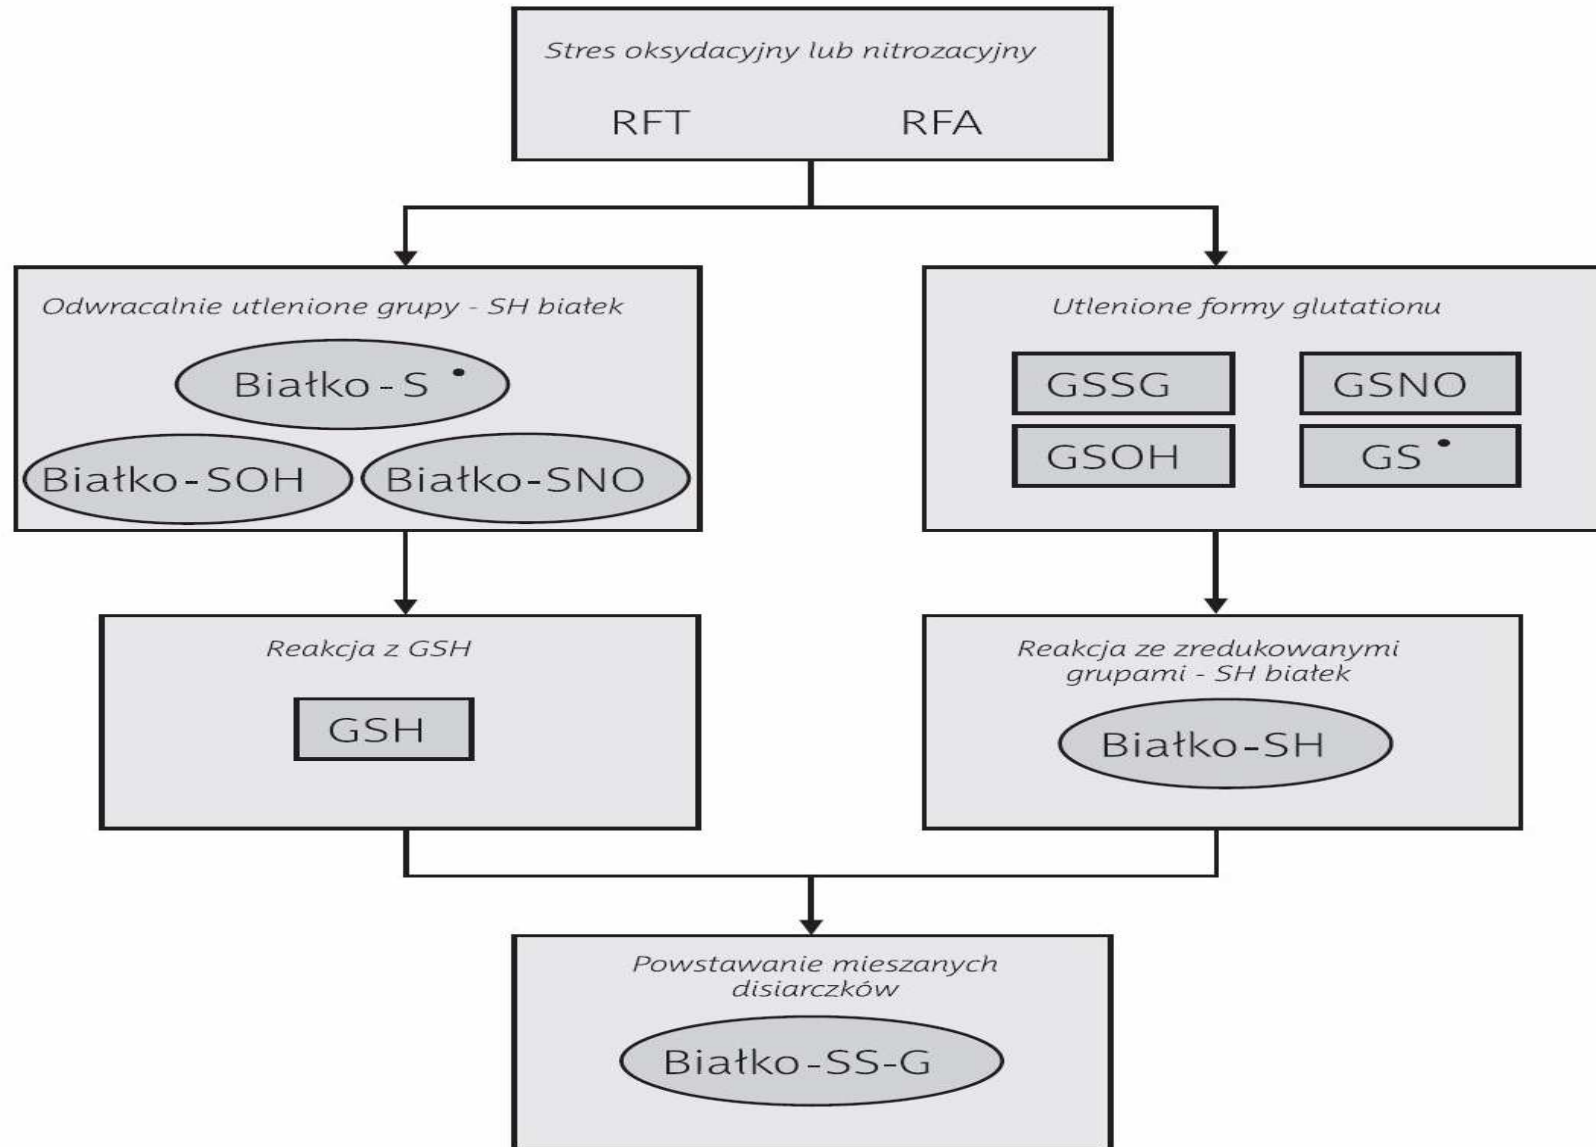 Stres oksydacyjny lub nitrozacyjny
RFT RFA
Odwracalnie utlenione grupy - SH białek
Białko - S •
Białko - SOH Białko - SNO
Utlenione formy glutationu
GSSG GSNO
GSOH GS •
Reakcja z GSH
GSH
Reakcja ze zredukowanymi
grupami - SH białek
Białko - SH
Powstawanie mieszanych
disiarczków
Białko - SS-G